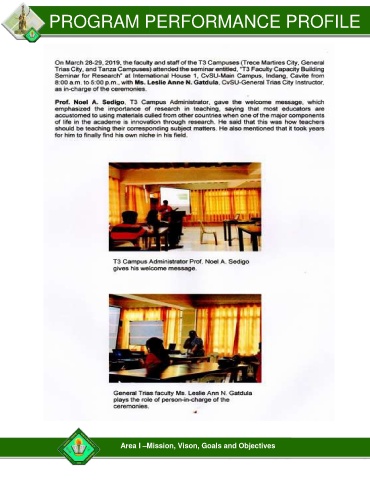 PROGRAM PERFORMANCE PROFILE
On March 28-29, 2019, the faculty and staff of the T3 Campuses (Trece Martires City, General
Trias City, and Tanza Campuses) attended the seminar entitled, "T3 Faculty Capacity Building
Seminar for Research" at International House 1, CvSU-Main Campus, Indang, Cavite from
8:00 a.m. to 5:00 p.m., with Ms. Leslie Anne N. Gatdula, CvSU-General Trias City Instructor,
as in-charge of the ceremonies.
Prof. Noel A. Sedigo, T3 Campus Administrator, gave the welcome message, which
emphasized the importance of research in teaching, saying that most educators are
accustomed to using materials culled from other countries when one of the major components
of life in the academe is innovation through research. He said that this was how teachers
should be teaching their corresponding subject matters. He also mentioned that it took years
for him to finally find his own niche in his field.
T3 Campus Administrator Prof. Noel A. Sedigo
gives his welcome message.
General Trias faculty Ms. Leslie Ann N. Gatdula
plays the role of person-in-charge of the
ceremonies.
Area I –Mission, Vison, Goals and Objectives